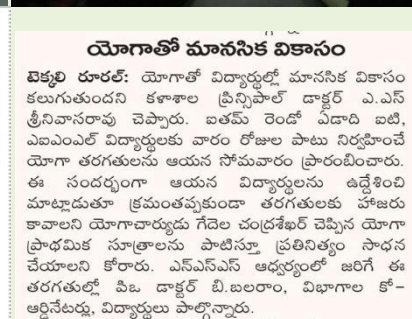 యోగాతో మానసిక వికాసం
టెక్కలి రూరల్: యోగాతో విద్యార్థుల్లో మానసిక వికాసం
కలుగుతుందని కళాశాల ప్రిన్సిపాల్ డాక్టర్ ఎ.ఎస్
శ్రీనివాసరావు చెప్పారు. ఐతమ్ రెండో ఏడాది ఐటి,
ఎఐఎంఎల్ విద్యార్థులకు వారం రోజుల పాటు నిర్వహించే
యోగా తరగతులను ఆయన సోమవారం ప్రారంబించారు.
ఈ సందర్భంగా ఆయన విద్యార్థులను ఉద్దేశించి
మాట్లాడుతూ క్రమంతప్పకుండా తరగతులకు హాజరు
కావాలని యోగాచార్యుడు గేదెల చంద్రశేఖర్ చెప్పిన యోగా
ప్రాథమిక సూత్రాలను పాటిస్తూ ప్రతినిత్యం సాధన
చేయాలని కోరారు. ఎన్ఎస్ఎస్ ఆధ్వర్యంలో జరిగే ఈ
తరగతుల్లో పిఒ డాక్టర్ బి.బలరాం, విభాగాల కో-
ఆర్డినేటర్లు, విద్యార్థులు పాల్గొన్నారు.